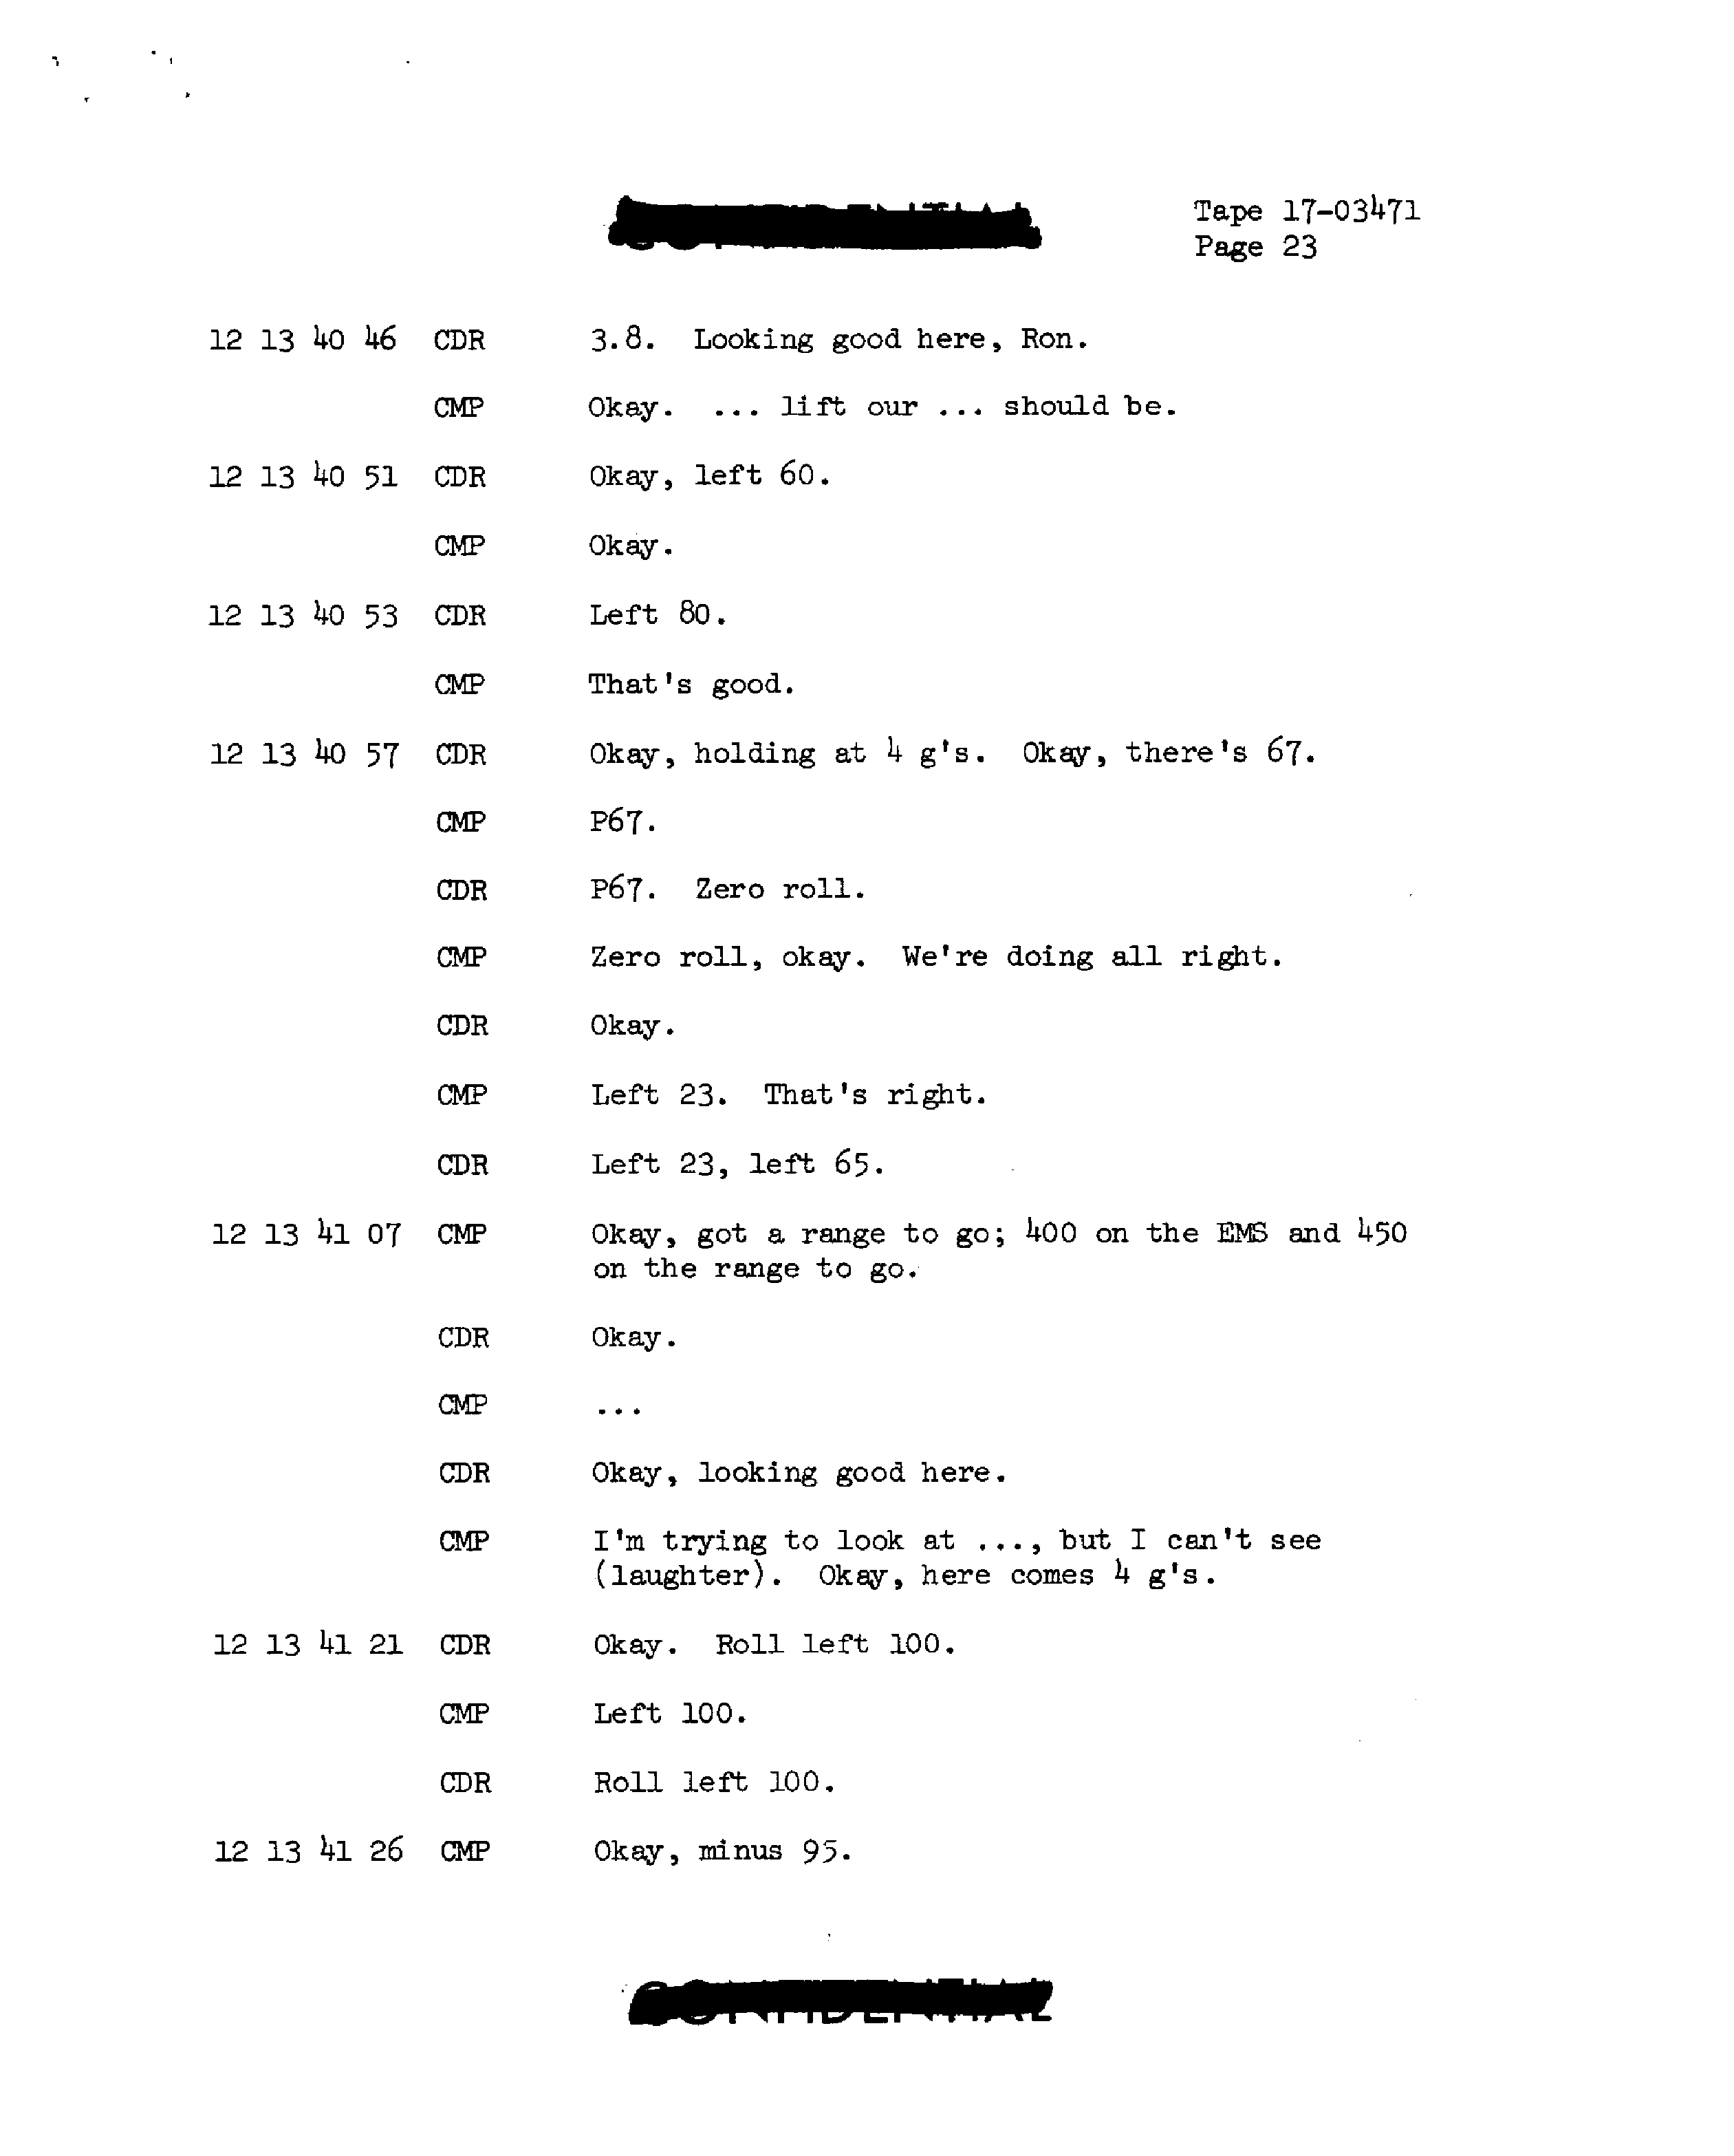 Tape 17-03471
Page 23
12 13 40 46 CDR 3.8. Looking good here, Ron.
CMP Okay. ... lift our ... should be.
12 13 40 51 CDR Okay, left 60.
CMP Okay.
12 13 40 53 CDR Left 80.
CMP That's good.
12 13 40 57 CDR Okay, holding at 4 g's. Okay, there's 67.
CMP P67.
CDR P67. Zero roll.
CMP Zero roll, okay. We're doing all right.
CDR Okay.
CMP Left 23. That's right.
CDR Left 23, left 65.
12 13 41 07 CMP Okay, got a range to go; 400 on the EMS and 450
on the range to go.
CDR Okay.
CMP ...
CDR Okay, looking good here.
CMP I'm trying to look at ..., but I can't see
(laughter). Okay, here comes 4 g's.
12 13 41 21 CDR Okay. Roll left 100.
CMP Left 100.
CDR Roll left 100.
12 13 41 26 CMP Okay, minus 95.